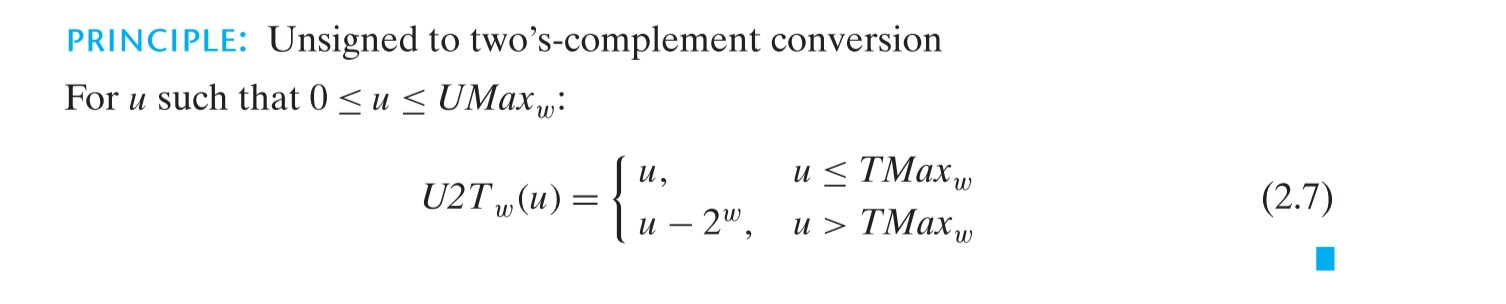 PRINCIPLE: Unsigned to two’s-complement conversion
For u such that 0 ≤ u ≤ UMax_w:
U2T_w(u) = { u, u ≤ TMax_w
u − 2^w, u > TMax_w (2.7)